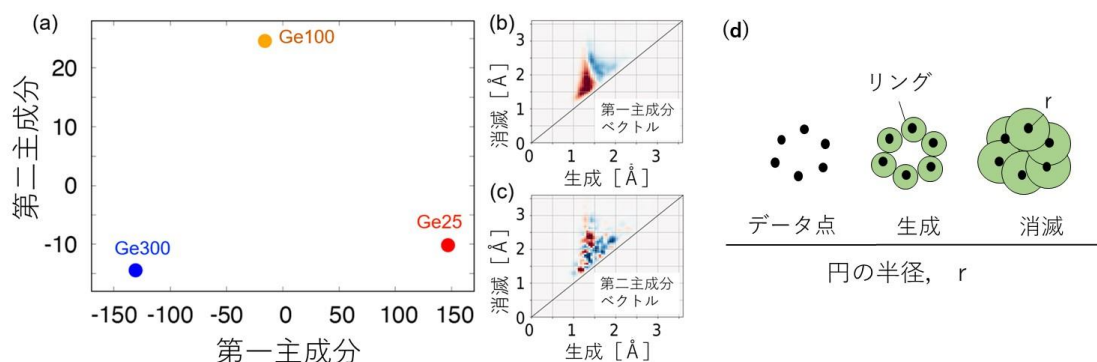 (a)
第二主成分
20
10
0
-10
Ge100
Ge25
Ge300
-150
-100
-50
0
50
100
150
第一主成分
(b)
消滅 [Å]
3
2
1
0
第一主成分
ベクトル
0
1
2
3
生成 [Å]
(c)
消滅 [Å]
3
2
1
0
第二主成分
ベクトル
0
1
2
3
生成 [Å]
(d)
リング
r
データ点
生成
消滅
円の半径, r